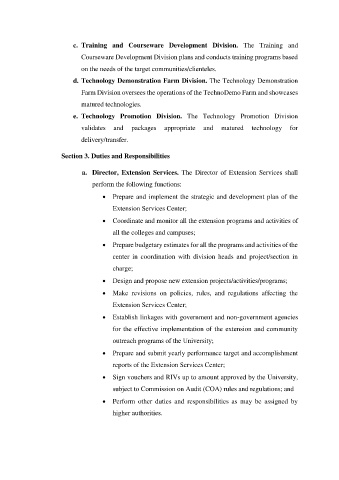 c. Training and Courseware Development Division. The Training and
Courseware Development Division plans and conducts training programs based
on the needs of the target communities/clienteles.
d. Technology Demonstration Farm Division. The Technology Demonstration
Farm Division oversees the operations of the TechnoDemo Farm and showcases
matured technologies.
e. Technology Promotion Division. The Technology Promotion Division
validates and packages appropriate and matured technology for
delivery/transfer.
Section 3. Duties and Responsibilities
a. Director, Extension Services. The Director of Extension Services shall
perform the following functions:
• Prepare and implement the strategic and development plan of the
Extension Services Center;
• Coordinate and monitor all the extension programs and activities of
all the colleges and campuses;
• Prepare budgetary estimates for all the programs and activities of the
center in coordination with division heads and project/section in
charge;
• Design and propose new extension projects/activities/programs;
• Make revisions on policies, rules, and regulations affecting the
Extension Services Center;
• Establish linkages with government and non-government agencies
for the effective implementation of the extension and community
outreach programs of the University;
• Prepare and submit yearly performance target and accomplishment
reports of the Extension Services Center;
• Sign vouchers and RIVs up to amount approved by the University,
subject to Commission on Audit (COA) rules and regulations; and
• Perform other duties and responsibilities as may be assigned by
higher authorities.